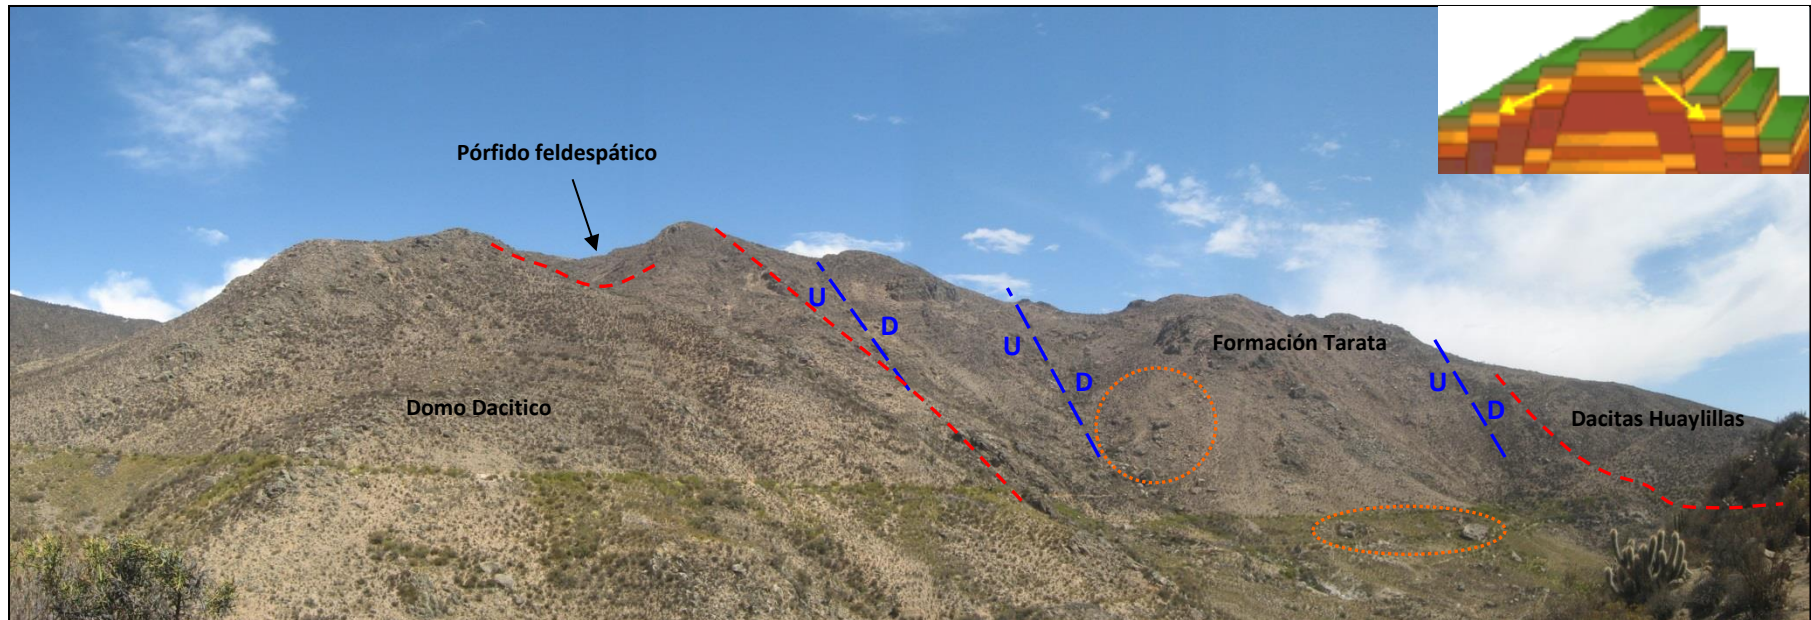 Pórfido feldespático
U
D
U
D
Formación Tarata
U
D
Domo Dacitico
Dacitas Huaylillas